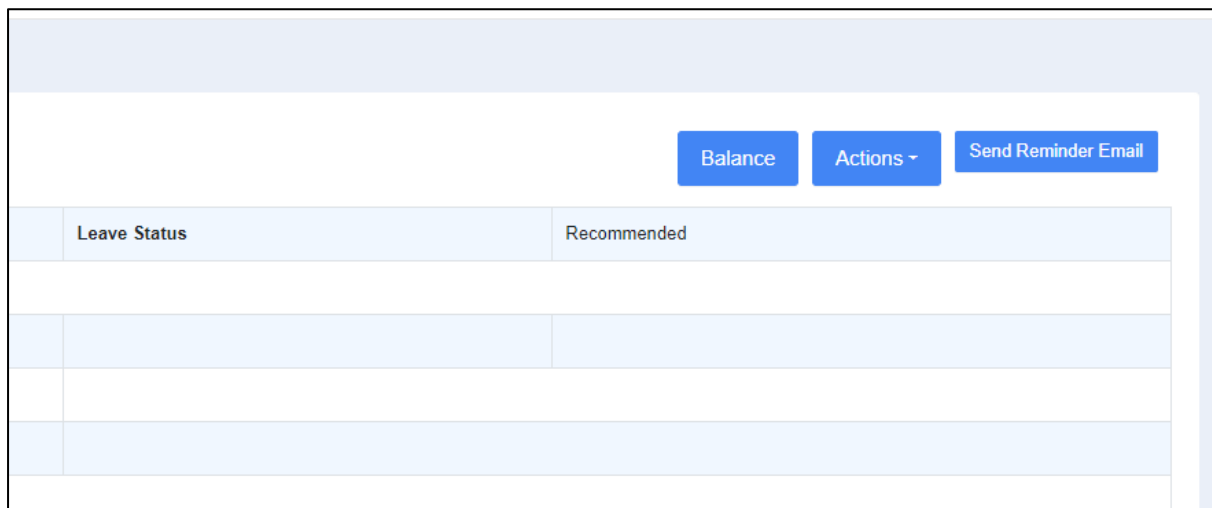 Balance
Actions
Send Reminder Email
Leave Status
Recommended